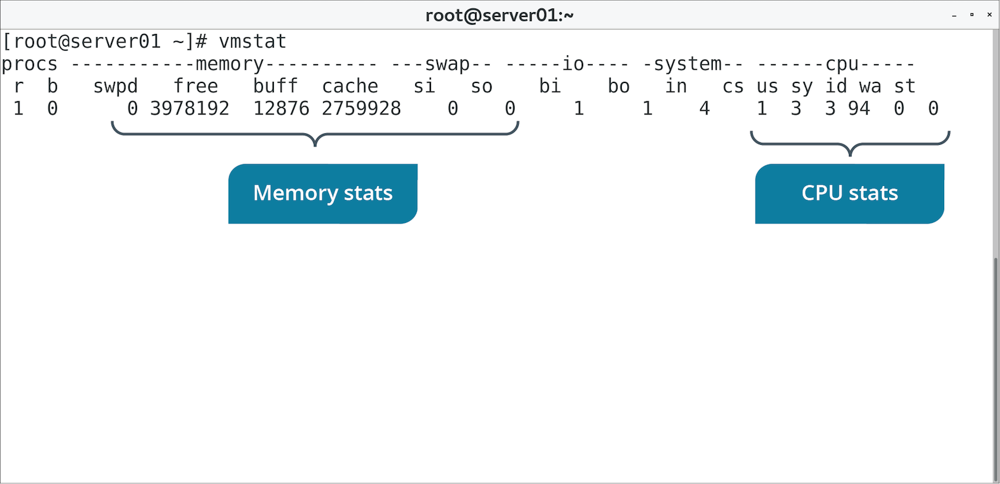 root@server01:~
[root@server01 ~]# vmstat
procs -----------memory---------- ---swap-- -----io---- -system-- ------cpu-----
 r  b   swpd   free   buff  cache   si   so    bi    bo   in   cs us sy id wa st
 1  0      0 3978192  12876 2759928    0    0     1     1    4    1  3  3 94  0  0
Memory stats
CPU stats